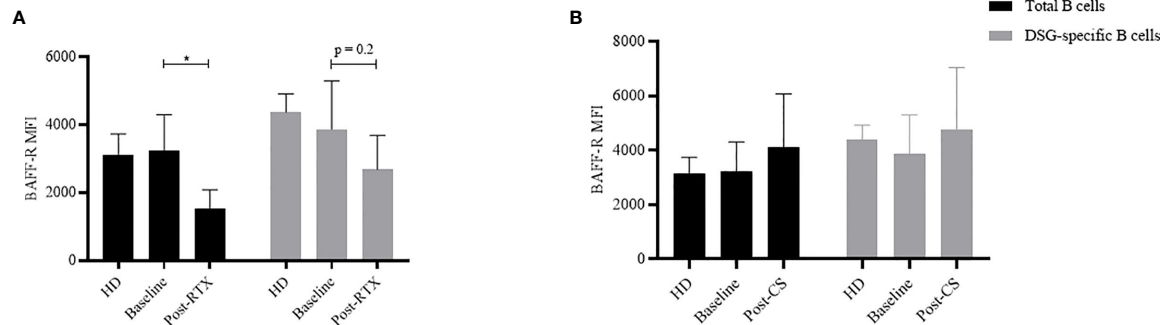 A
BAFF-R MFI
6000
4000
2000
0
*
p = 0.2
HD
Baseline
Post-RTX
HD
Baseline
Post-RTX
B
Total B cells
DSG-specific B cells
BAFF-R MFI
8000
6000
4000
2000
0
HD
Baseline
Post-CS
HD
Baseline
Post-CS